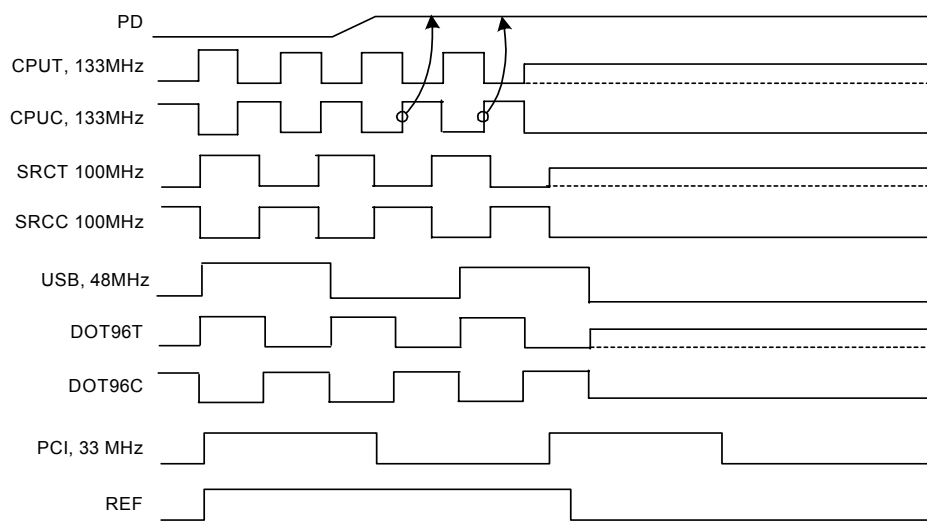 PD
CPUT, 133MHz
CPUC, 133MHz
SRCT 100MHz
SRCC 100MHz
USB, 48MHz
DOT96T
DOT96C
PCI, 33 MHz
REF